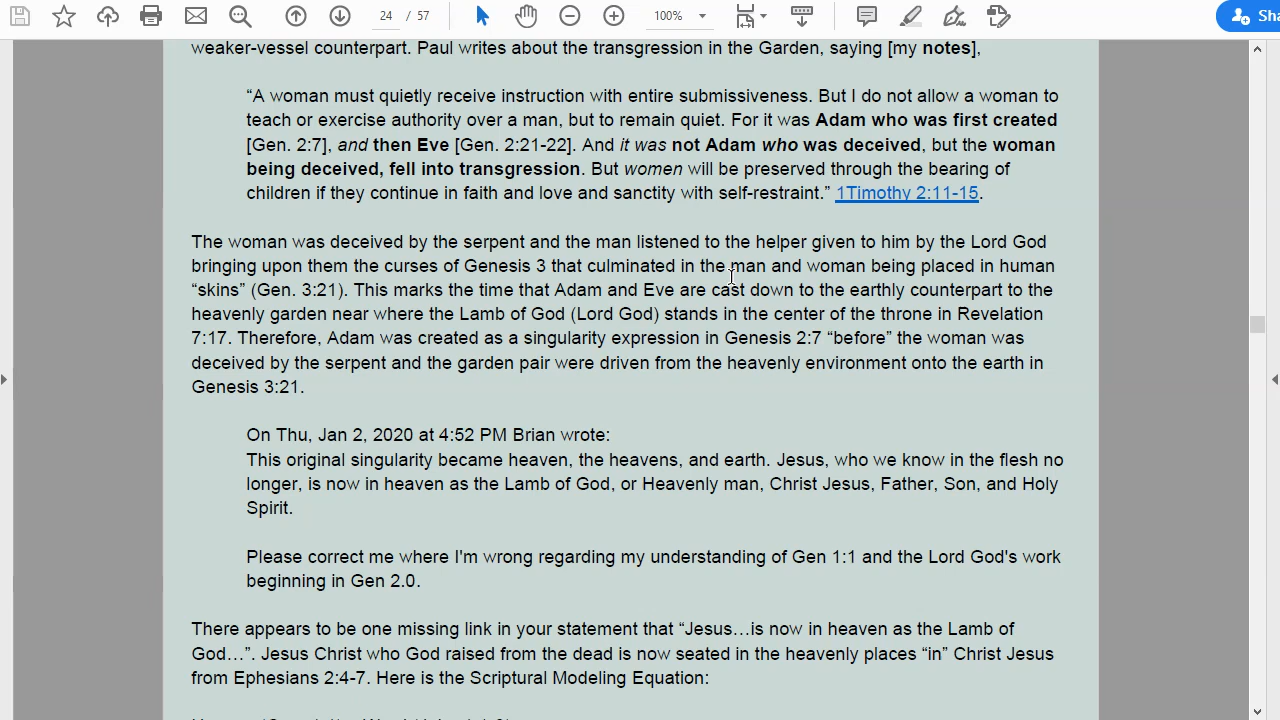 24 / 57
100%
Sha
weaker-vessel counterpart. Paul writes about the transgression in the Garden, saying [my notes],
“A woman must quietly receive instruction with entire submissiveness. But I do not allow a woman to
teach or exercise authority over a man, but to remain quiet. For it was Adam who was first created
[Gen. 2:7], and then Eve [Gen. 2:21-22]. And it was not Adam who was deceived, but the woman
being deceived, fell into transgression. But women will be preserved through the bearing of
children if they continue in faith and love and sanctity with self-restraint.” 1Timothy 2:11-15.
The woman was deceived by the serpent and the man listened to the helper given to him by the Lord God
bringing upon them the curses of Genesis 3 that culminated in the man and woman being placed in human
“skins” (Gen. 3:21). This marks the time that Adam and Eve are cast down to the earthly counterpart to the
heavenly garden near where the Lamb of God (Lord God) stands in the center of the throne in Revelation
7:17. Therefore, Adam was created as a singularity expression in Genesis 2:7 “before” the woman was
deceived by the serpent and the garden pair were driven from the heavenly environment onto the earth in
Genesis 3:21.
On Thu, Jan 2, 2020 at 4:52 PM Brian wrote:
This original singularity became heaven, the heavens, and earth. Jesus, who we know in the flesh no
longer, is now in heaven as the Lamb of God, or Heavenly man, Christ Jesus, Father, Son, and Holy
Spirit.
Please correct me where I'm wrong regarding my understanding of Gen 1:1 and the Lord God's work
beginning in Gen 2.0.
There appears to be one missing link in your statement that “Jesus…is now in heaven as the Lamb of
God…”. Jesus Christ who God raised from the dead is now seated in the heavenly places “in” Christ Jesus
from Ephesians 2:4-7. Here is the Scriptural Modeling Equation: